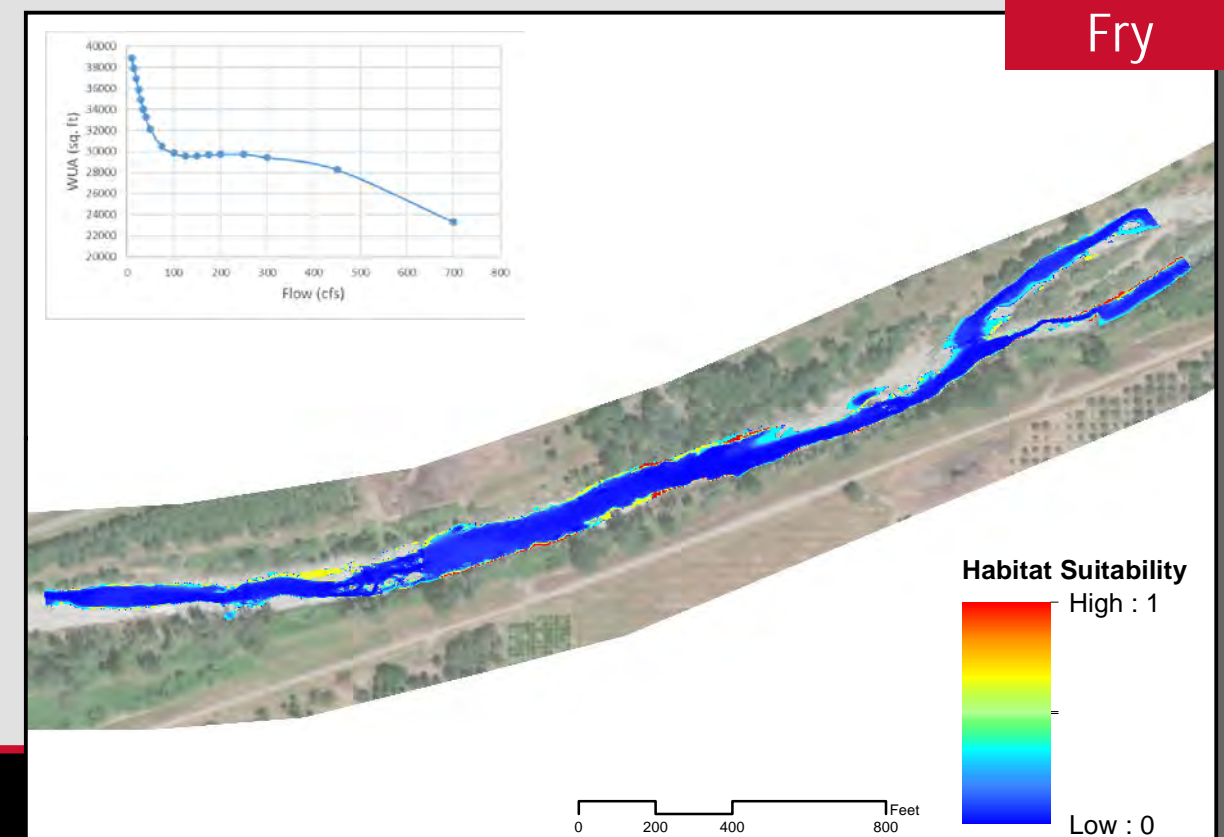 Fry
40000
38000
36000
34000
32000
30000
28000
26000
24000
22000
20000
WUA (sq. ft)
0 100 200 300 400 500 600 700 800
Flow (cfs)
Habitat Suitability
High : 1
Low : 0
Feet
0 200 400 800